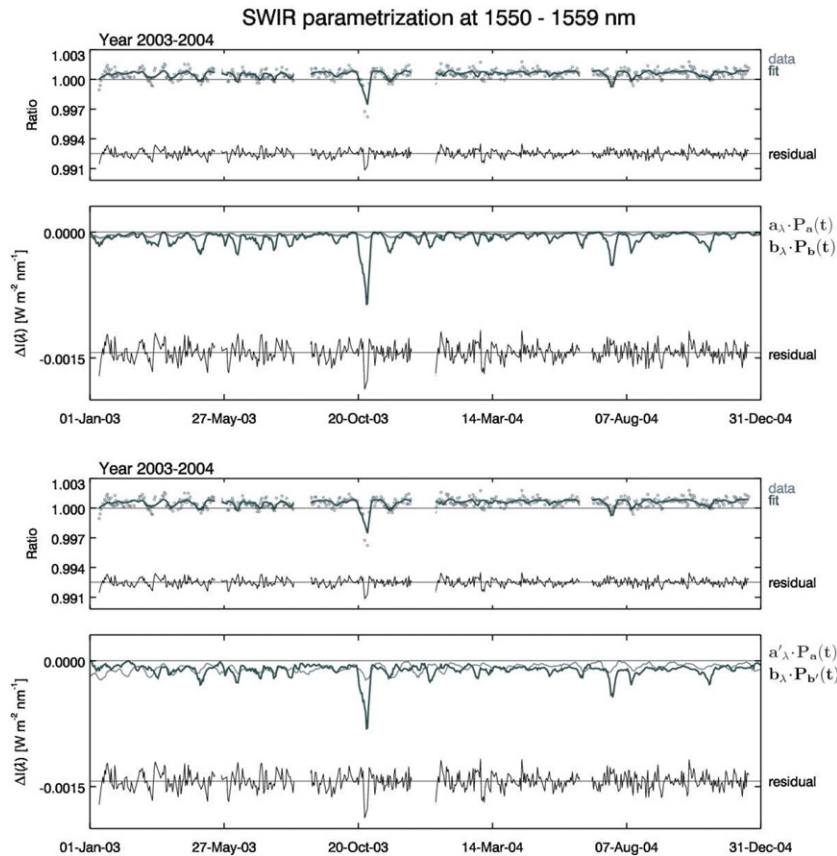 SWIR parametrization at 1550 - 1559 nm
Year 2003-2004
1.003
1.000
0.997
0.994
0.991
Ratio
data
fit
residual
0.0000
-0.0015
ΔI(λ) [W m⁻² nm⁻¹]
a_λ·P_a(t)
b_λ·P_b(t)
residual
01-Jan-03 27-May-03 20-Oct-03 14-Mar-04 07-Aug-04 31-Dec-04
Year 2003-2004
1.003
1.000
0.997
0.994
0.991
Ratio
data
fit
residual
0.0000
-0.0015
ΔI(λ) [W m⁻² nm⁻¹]
a′_λ·P_a(t)
b_λ·P_b′(t)
residual
01-Jan-03 27-May-03 20-Oct-03 14-Mar-04 07-Aug-04 31-Dec-04